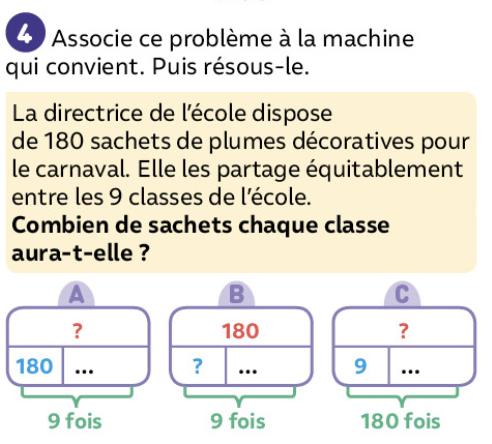 4 Associe ce problème à la machine
qui convient. Puis résous-le.
La directrice de l'école dispose
de 180 sachets de plumes décoratives pour
le carnaval. Elle les partage équitablement
entre les 9 classes de l'école.
Combien de sachets chaque classe
aura-t-elle ?
A B C
? 180 ?
180 ... ? ... 9 ...
9 fois 9 fois 180 fois